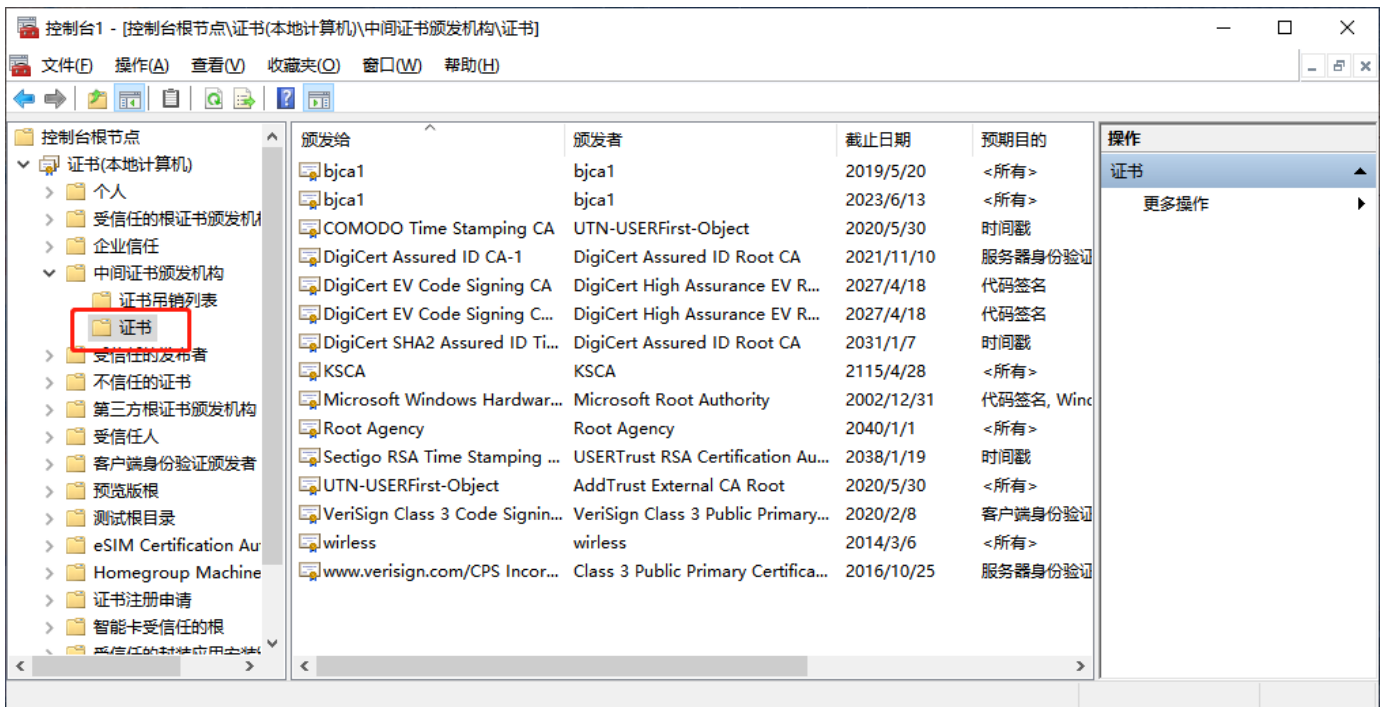 控制台1 - [控制台根节点\证书(本地计算机)\中间证书颁发机构\证书]
文件(F) 操作(A) 查看(V) 收藏夹(O) 窗口(W) 帮助(H)
控制台根节点
证书(本地计算机)
个人
受信任的根证书颁发机
企业信任
中间证书颁发机构
证书吊销列表
证书
受信任的发布者
不信任的证书
第三方根证书颁发机构
受信任人
客户端身份验证颁发者
预览版根
测试根目录
eSIM Certification Au
Homegroup Machine
证书注册申请
智能卡受信任的根
受信任的封装应用安装
颁发给 颁发者 截止日期 预期目的
bjca1 bjca1 2019/5/20 <所有>
bjca1 bjca1 2023/6/13 <所有>
COMODO Time Stamping CA UTN-USERFirst-Object 2020/5/30 时间戳
DigiCert Assured ID CA-1 DigiCert Assured ID Root CA 2021/11/10 服务器身份验证
DigiCert EV Code Signing CA DigiCert High Assurance EV R... 2027/4/18 代码签名
DigiCert EV Code Signing C... DigiCert High Assurance EV R... 2027/4/18 代码签名
DigiCert SHA2 Assured ID Ti... DigiCert Assured ID Root CA 2031/1/7 时间戳
KSCA KSCA 2115/4/28 <所有>
Microsoft Windows Hardwar... Microsoft Root Authority 2002/12/31 代码签名, Winc
Root Agency Root Agency 2040/1/1 <所有>
Sectigo RSA Time Stamping ... USERTrust RSA Certification Au... 2038/1/19 时间戳
UTN-USERFirst-Object AddTrust External CA Root 2020/5/30 <所有>
VeriSign Class 3 Code Signin... VeriSign Class 3 Public Primary... 2020/2/8 客户端身份验证
wirless wirless 2014/3/6 <所有>
www.verisign.com/CPS Incor... Class 3 Public Primary Certifica... 2016/10/25 服务器身份验证
操作
证书
更多操作